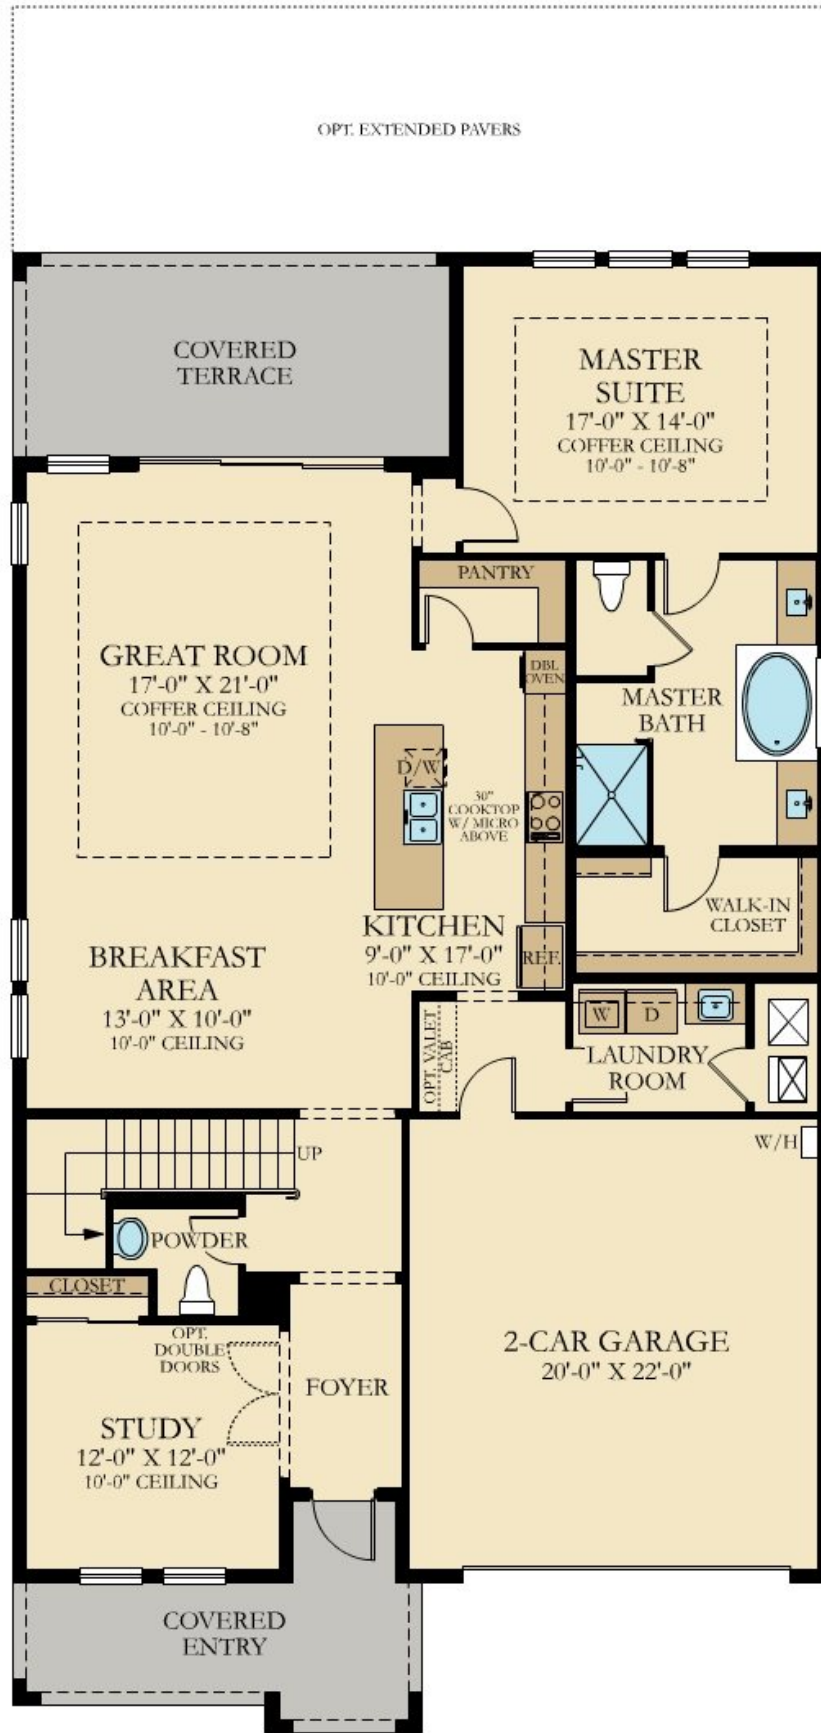 OPT. EXTENDED PAVERS
COVERED
TERRACE
MASTER
SUITE
17'-0" X 14'-0"
COFFER CEILING
10'-0" - 10'-8"
PANTRY
GREAT ROOM
17'-0" X 21'-0"
COFFER CEILING
10'-0" - 10'-8"
DBL
OVEN
MASTER
BATH
D/W
30"
COOKTOP
W/ MICRO
ABOVE
KITCHEN
9'-0" X 17'-0"
10'-0" CEILING
REF.
WALK-IN
CLOSET
BREAKFAST
AREA
13'-0" X 10'-0"
10'-0" CEILING
OPT. VALET
CAB
W
D
LAUNDRY
ROOM
W/H
UP
POWDER
CLOSET
OPT.
DOUBLE
DOORS
FOYER
2-CAR GARAGE
20'-0" X 22'-0"
STUDY
12'-0" X 12'-0"
10'-0" CEILING
COVERED
ENTRY